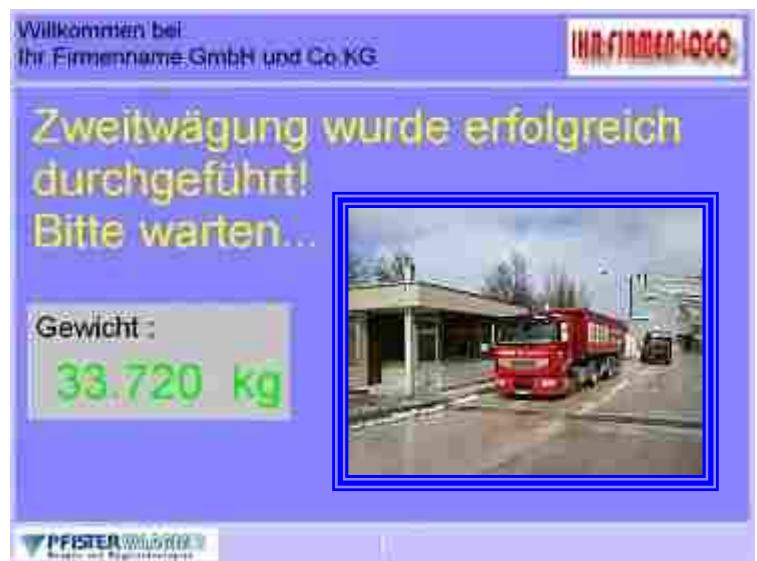 Willkommen bei
Ihr Firmenname GmbH und Co.KG
IHR-FIRMEN-LOGO
Zweitwägung wurde erfolgreich
durchgeführt!
Bitte warten...
Gewicht :
33.720 kg
PFISTER WAAGEN